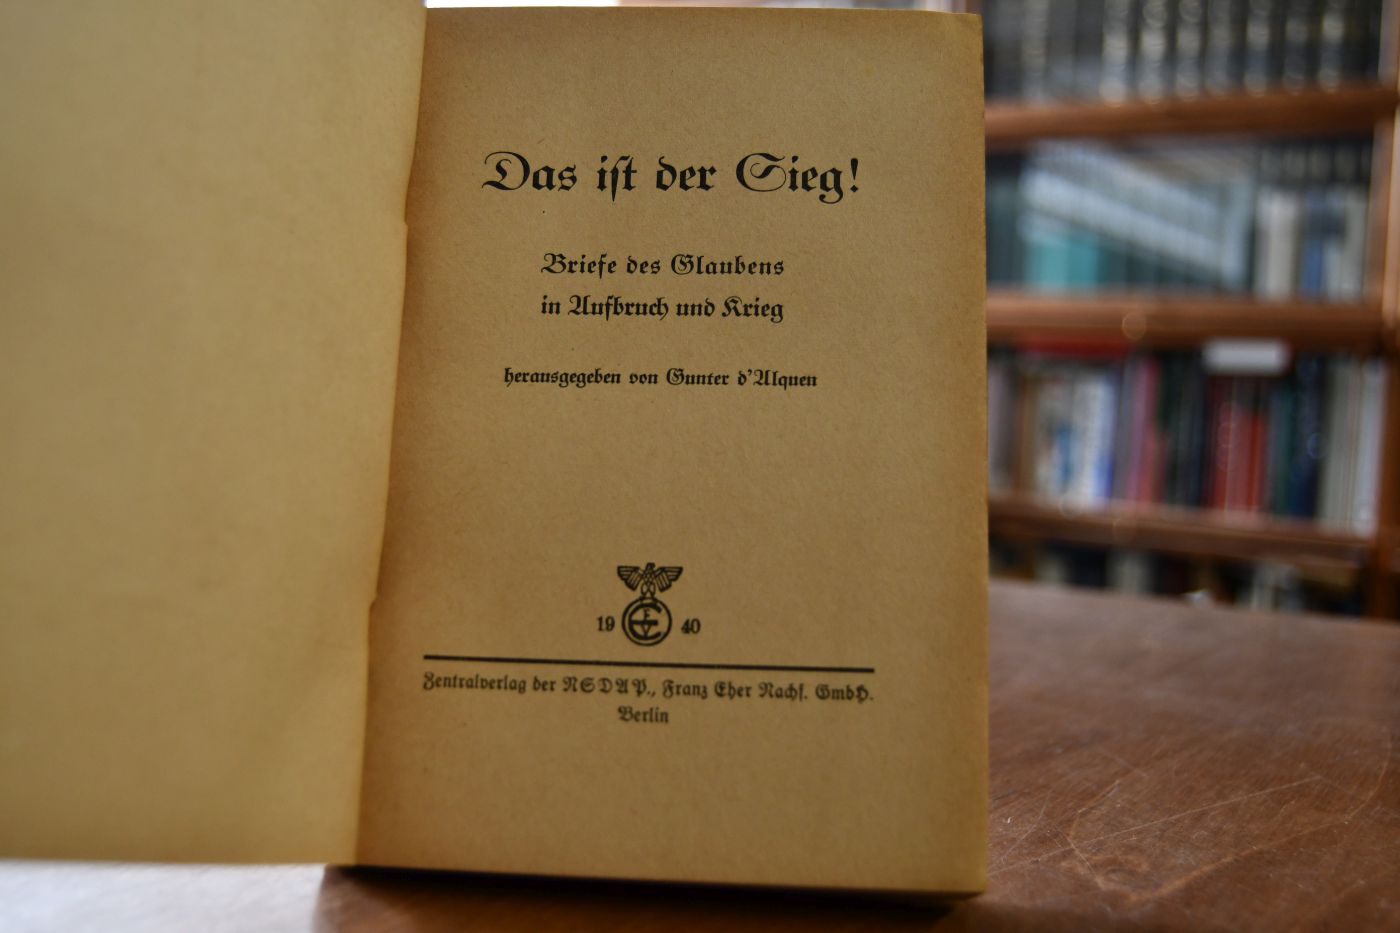 Das ist der Sieg!
Briefe des Glaubens
in Aufbruch und Krieg
herausgegeben von Gunter d'Alquen
19 40
Zentralverlag der NSDAP., Franz Eher Nachf. GmbH.
Berlin